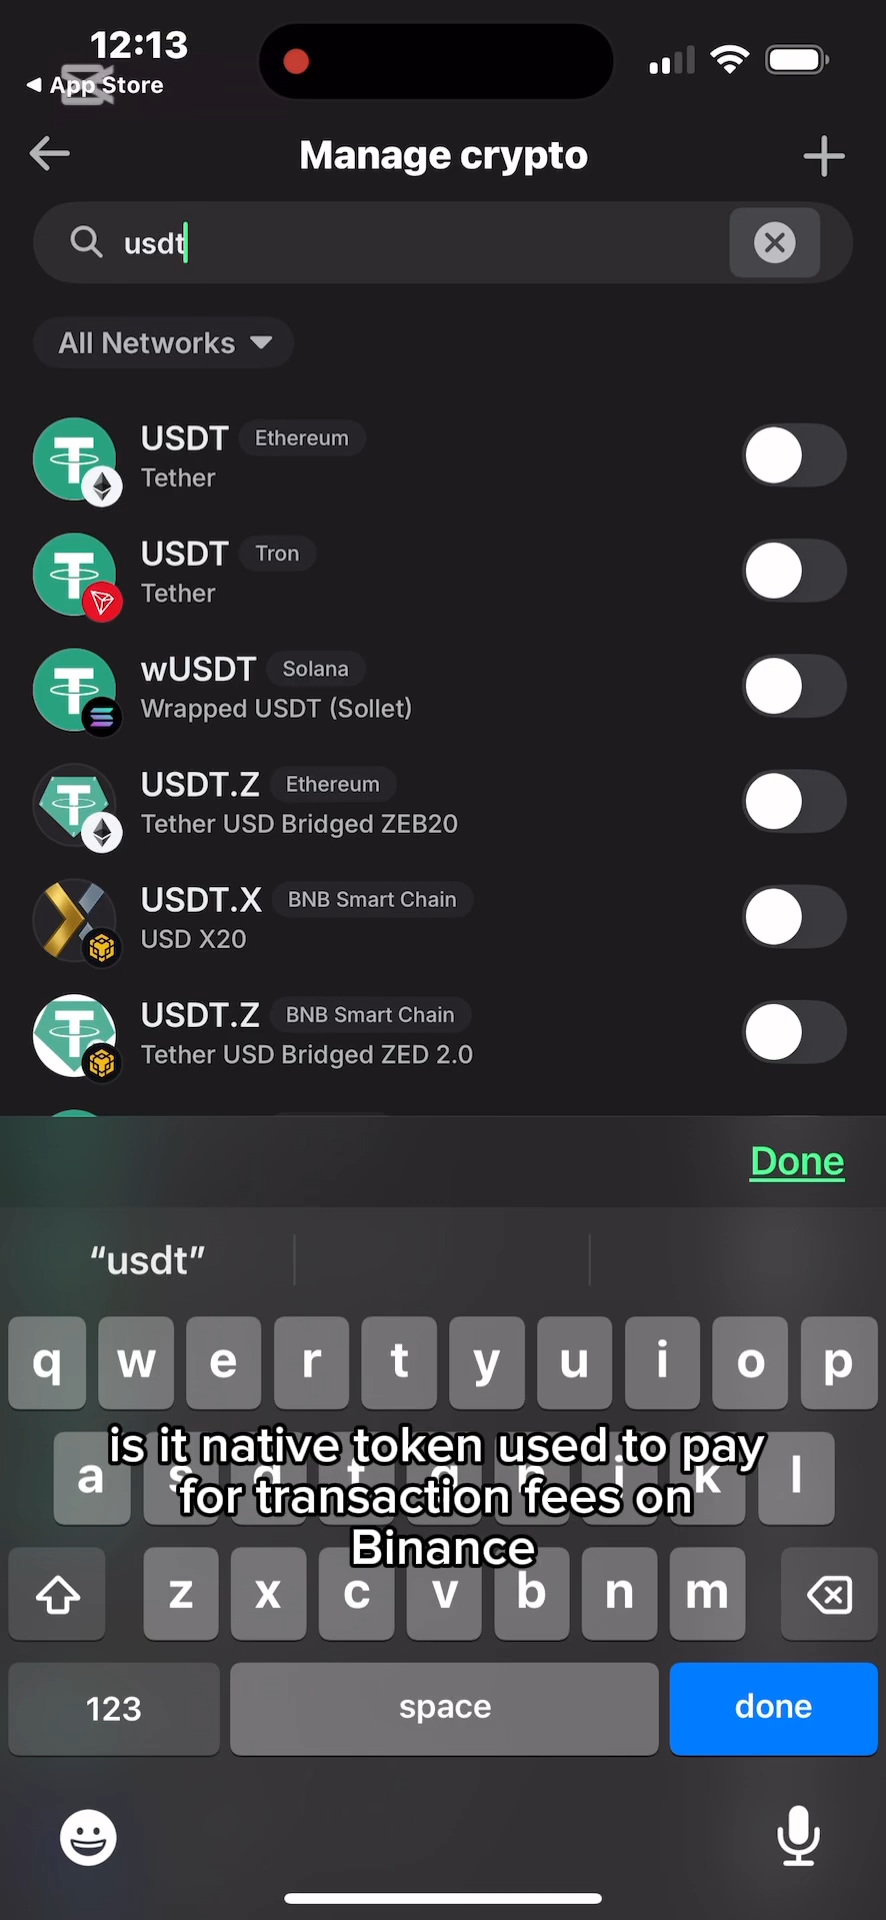 12:13
App Store
Manage crypto
usdt
All Networks
USDT Ethereum
Tether
USDT Tron
Tether
wUSDT Solana
Wrapped USDT (Sollet)
USDT.Z Ethereum
Tether USD Bridged ZEB20
USDT.X BNB Smart Chain
USD X20
USDT.Z BNB Smart Chain
Tether USD Bridged ZED 2.0
Done
“usdt”
q w e r t y u i o p
is it native token used to pay
for transaction fees on
Binance
a s d f g h j k l
z x c v b n m
123 space done